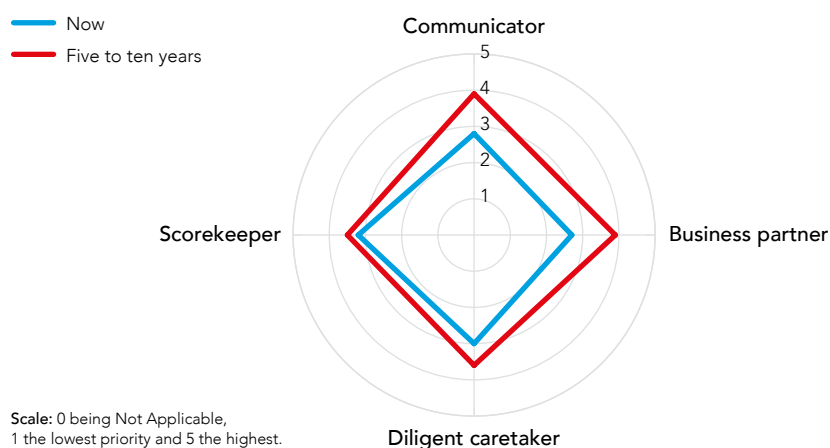 Now
Five to ten years
Communicator
5
4
3
2
1
Scorekeeper
Business partner
Diligent caretaker
Scale: 0 being Not Applicable,
1 the lowest priority and 5 the highest.